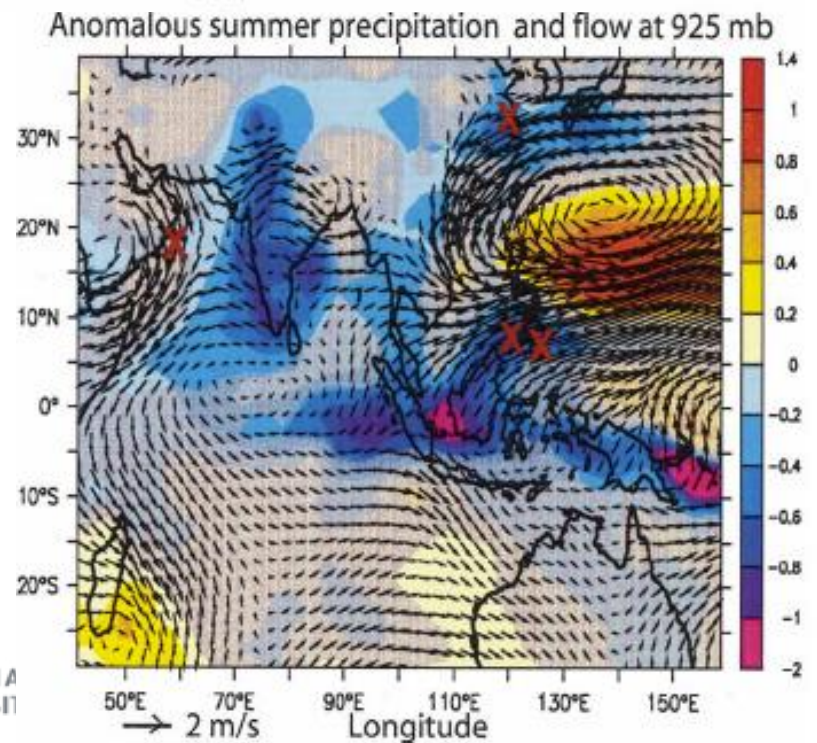 Anomalous summer precipitation and flow at 925 mb
30°N
20°N
10°N
0°
10°S
20°S
50°E 70°E 90°E 110°E 130°E 150°E
2 m/s Longitude
X
X
X X
1.4
1
0.8
0.6
0.4
0.2
0
-0.2
-0.4
-0.6
-0.8
-1
-2